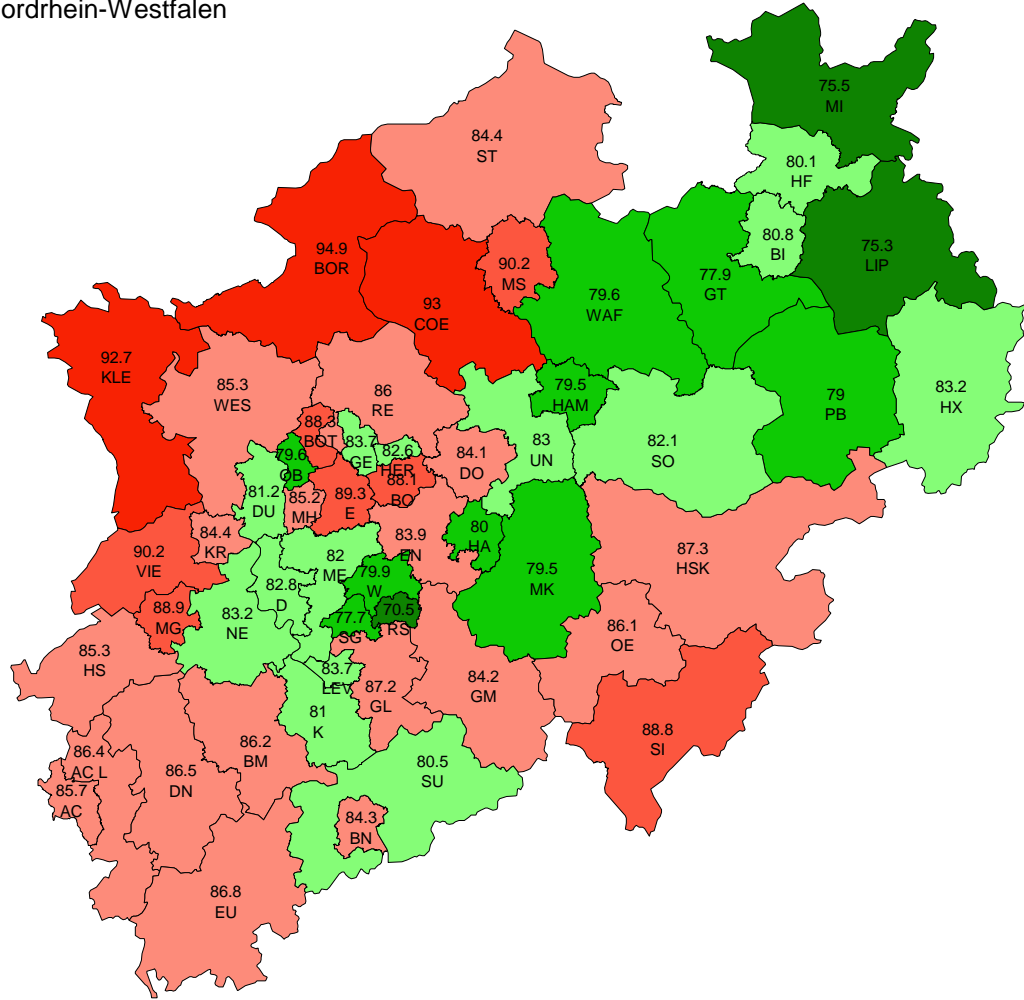 ordrhein-Westfalen
75.5
MI
84.4
ST
80.1
HF
80.8
BI
75.3
LIP
94.9
BOR
90.2
MS
77.9
GT
79.6
WAF
93
COE
92.7
KLE
85.3
WES
86
RE
79.5
HAM
79
PB
83.2
HX
88.3
BOT
83.7
GE
82.6
HER
79.6
OB
84.1
DO
83
UN
82.1
SO
81.2
DU
85.2
MH
89.3
E
88.1
BO
84.4
KR
83.9
EN
80
HA
87.3
HSK
90.2
VIE
82
ME
79.9
W
79.5
MK
82.8
D
88.9
MG
83.2
NE
77.7
SG
70.5
RS
86.1
OE
85.3
HS
83.7
LEV
87.2
GL
84.2
GM
81
K
88.8
SI
86.4
AC L
86.2
BM
80.5
SU
85.7
AC
86.5
DN
84.3
BN
86.8
EU